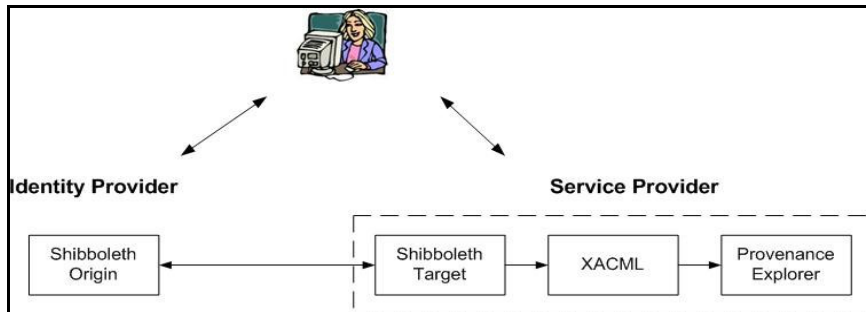 Identity Provider
Service Provider
Shibboleth
Origin
Shibboleth
Target
XACML
Provenance
Explorer